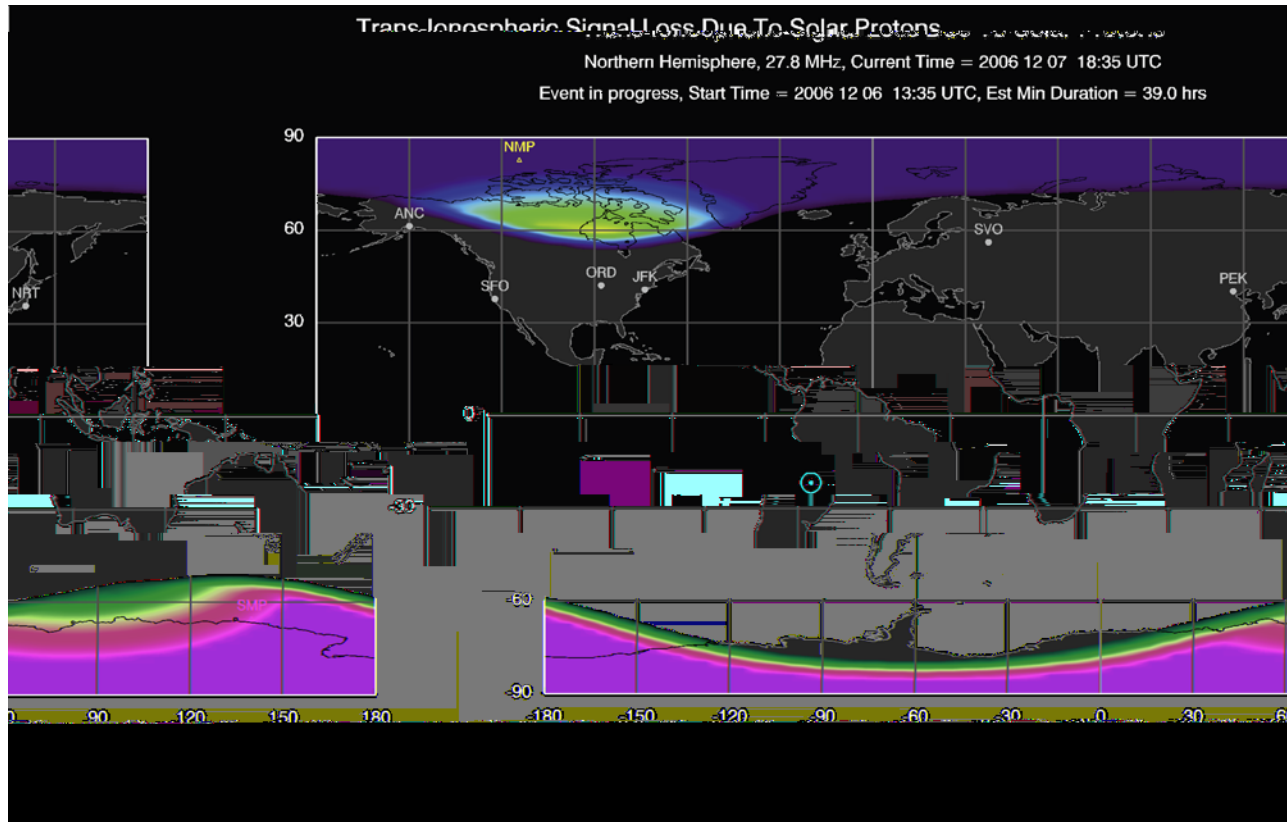 Trans-Ionospheric Signal Loss Due To Solar Protons
Northern Hemisphere, 27.8 MHz, Current Time = 2006 12 07 18:35 UTC
Event in progress, Start Time = 2006 12 06 13:35 UTC, Est Min Duration = 39.0 hrs
90
NMP
ANC
60
SVO
ORD
JFK
SFO
PEK
NRT
30
0
-30
-60
SMP
-90
90 120 150 180 -180 -150 -120 -90 -60 -30 0 30